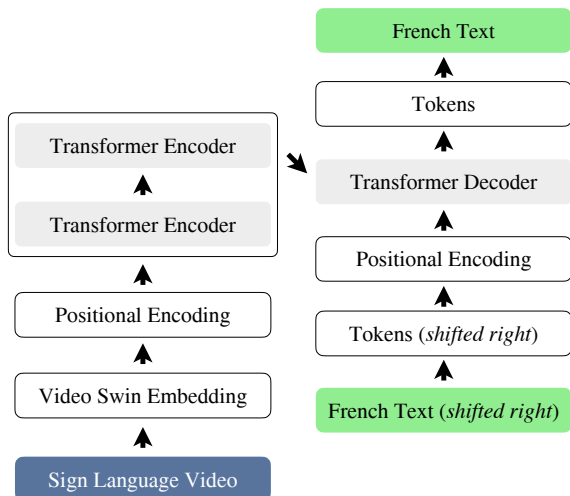 French Text
Tokens
Transformer Encoder
Transformer Decoder
Transformer Encoder
Positional Encoding
Positional Encoding
Tokens (shifted right)
Video Swin Embedding
French Text (shifted right)
Sign Language Video